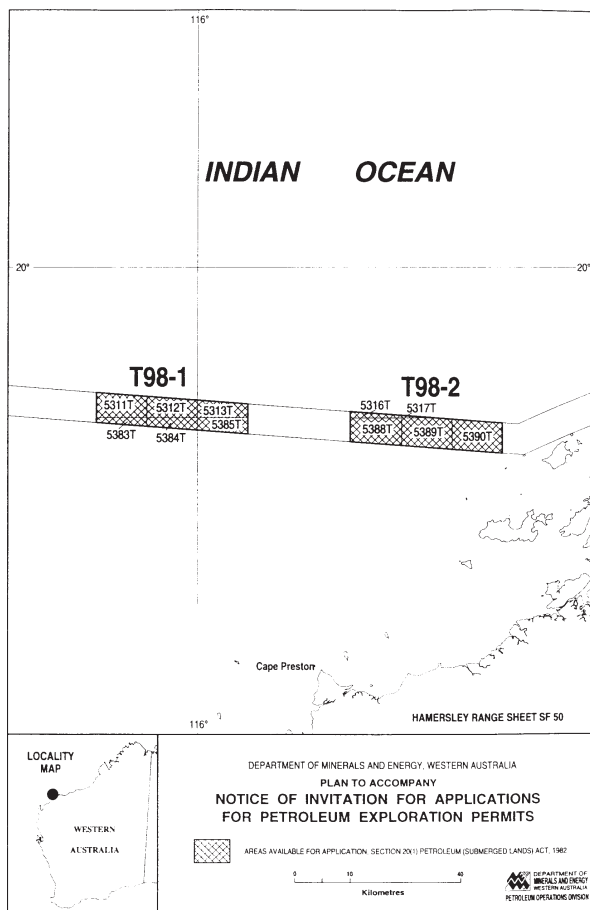 116°
INDIAN OCEAN
20° 20°
T98-1
T98-2
5311T 5312T 5313T
5385T
5383T 5384T
5316T 5317T
5388T 5389T 5390T
Cape Preston
116°
HAMERSLEY RANGE SHEET SF 50
LOCALITY
MAP
WESTERN
AUSTRALIA
DEPARTMENT OF MINERALS AND ENERGY, WESTERN AUSTRALIA
PLAN TO ACCOMPANY
NOTICE OF INVITATION FOR APPLICATIONS
FOR PETROLEUM EXPLORATION PERMITS
AREAS AVAILABLE FOR APPLICATION, SECTION 20(1) PETROLEUM (SUBMERGED LANDS) ACT, 1982
0 10 40
Kilometres
DEPARTMENT OF
MINERALS AND ENERGY
WESTERN AUSTRALIA
PETROLEUM OPERATIONS DIVISION